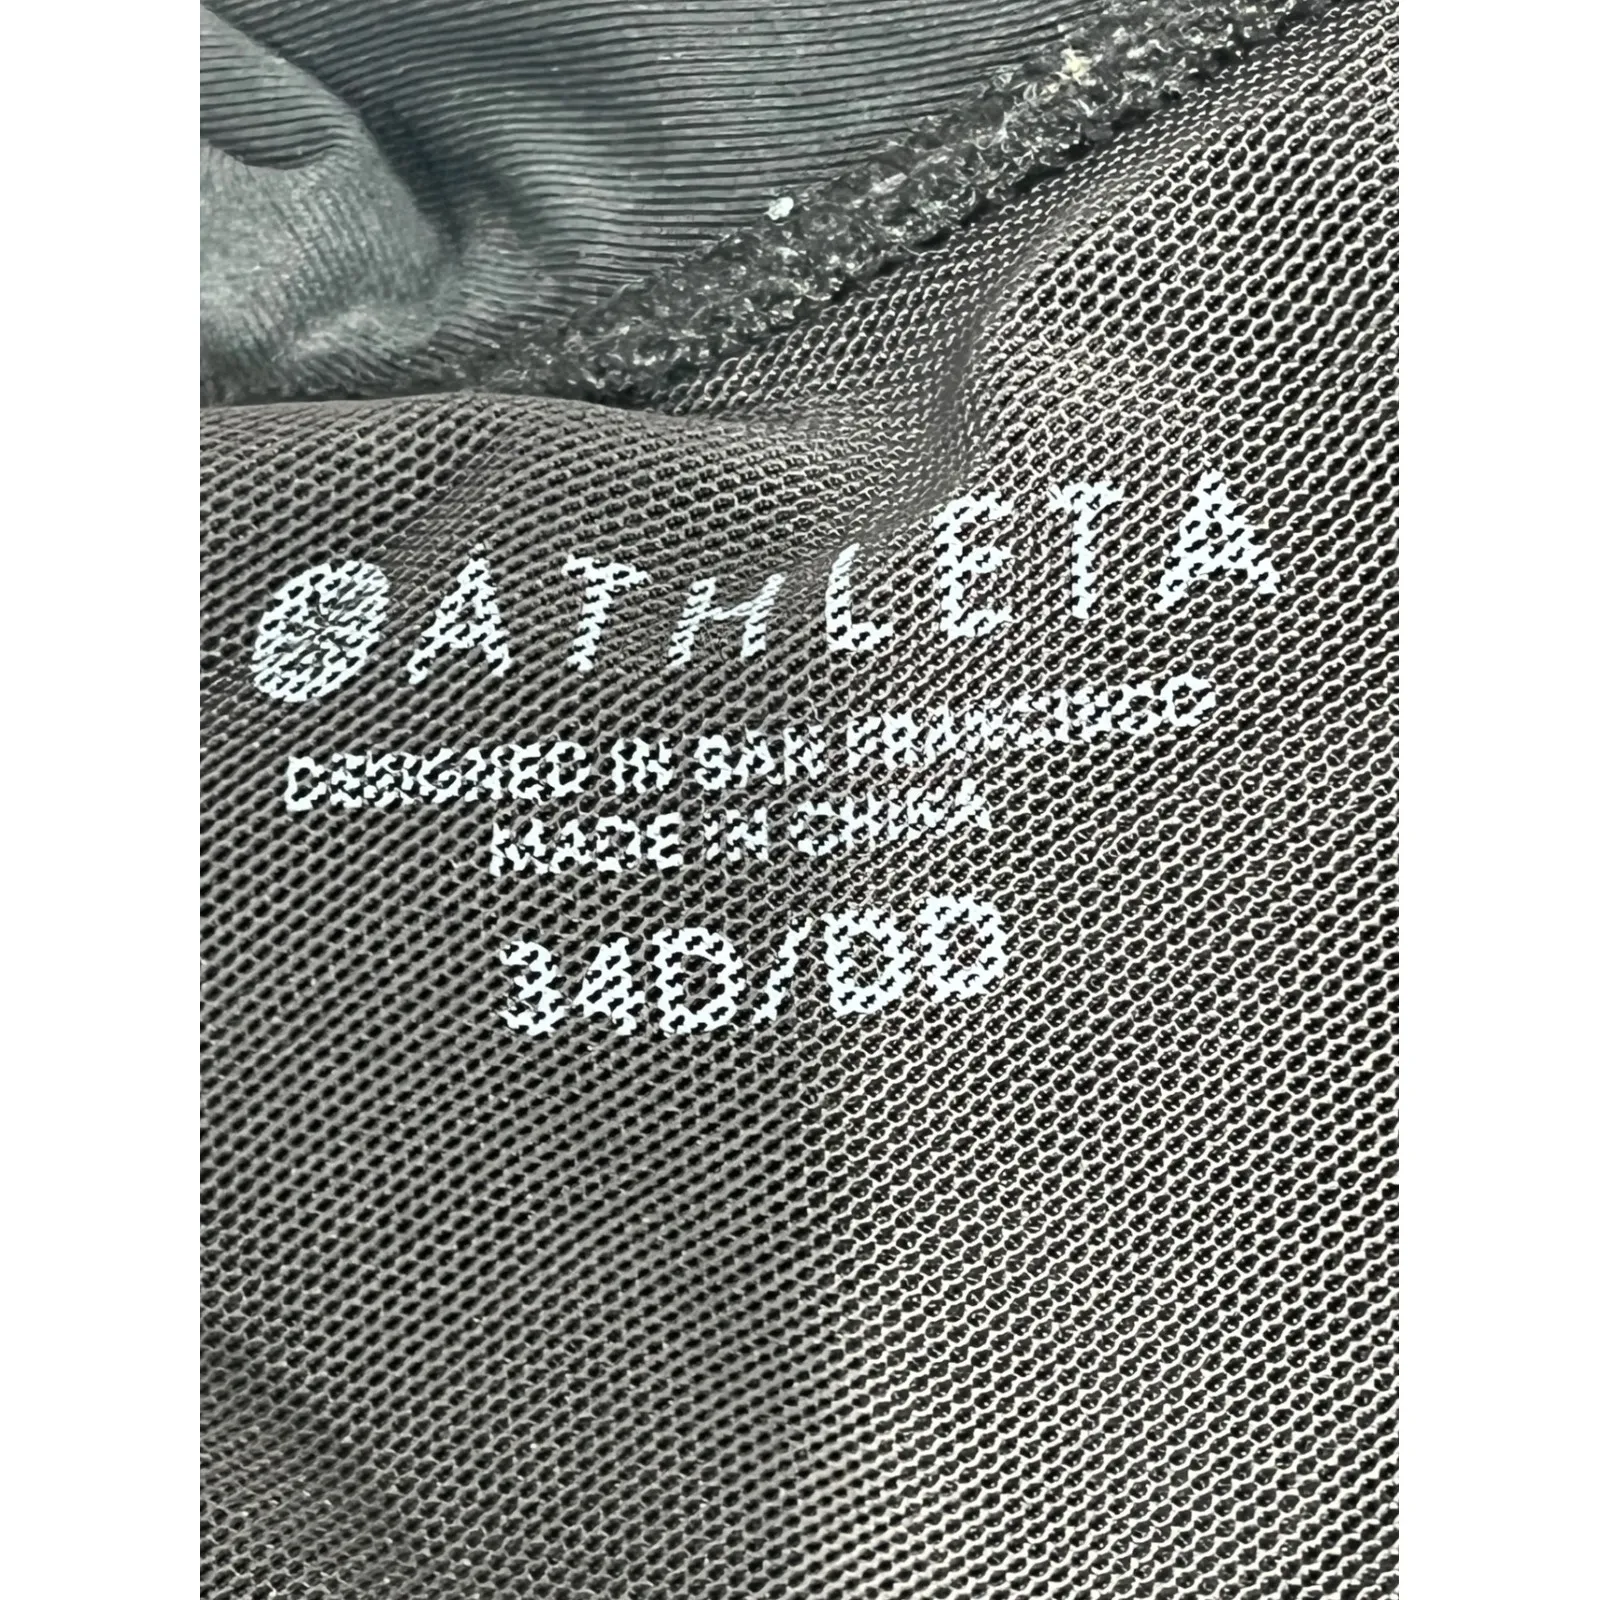 ATHLETA
DESIGNED IN SAN FRANCISCO
MADE IN CHINA
34D/DD